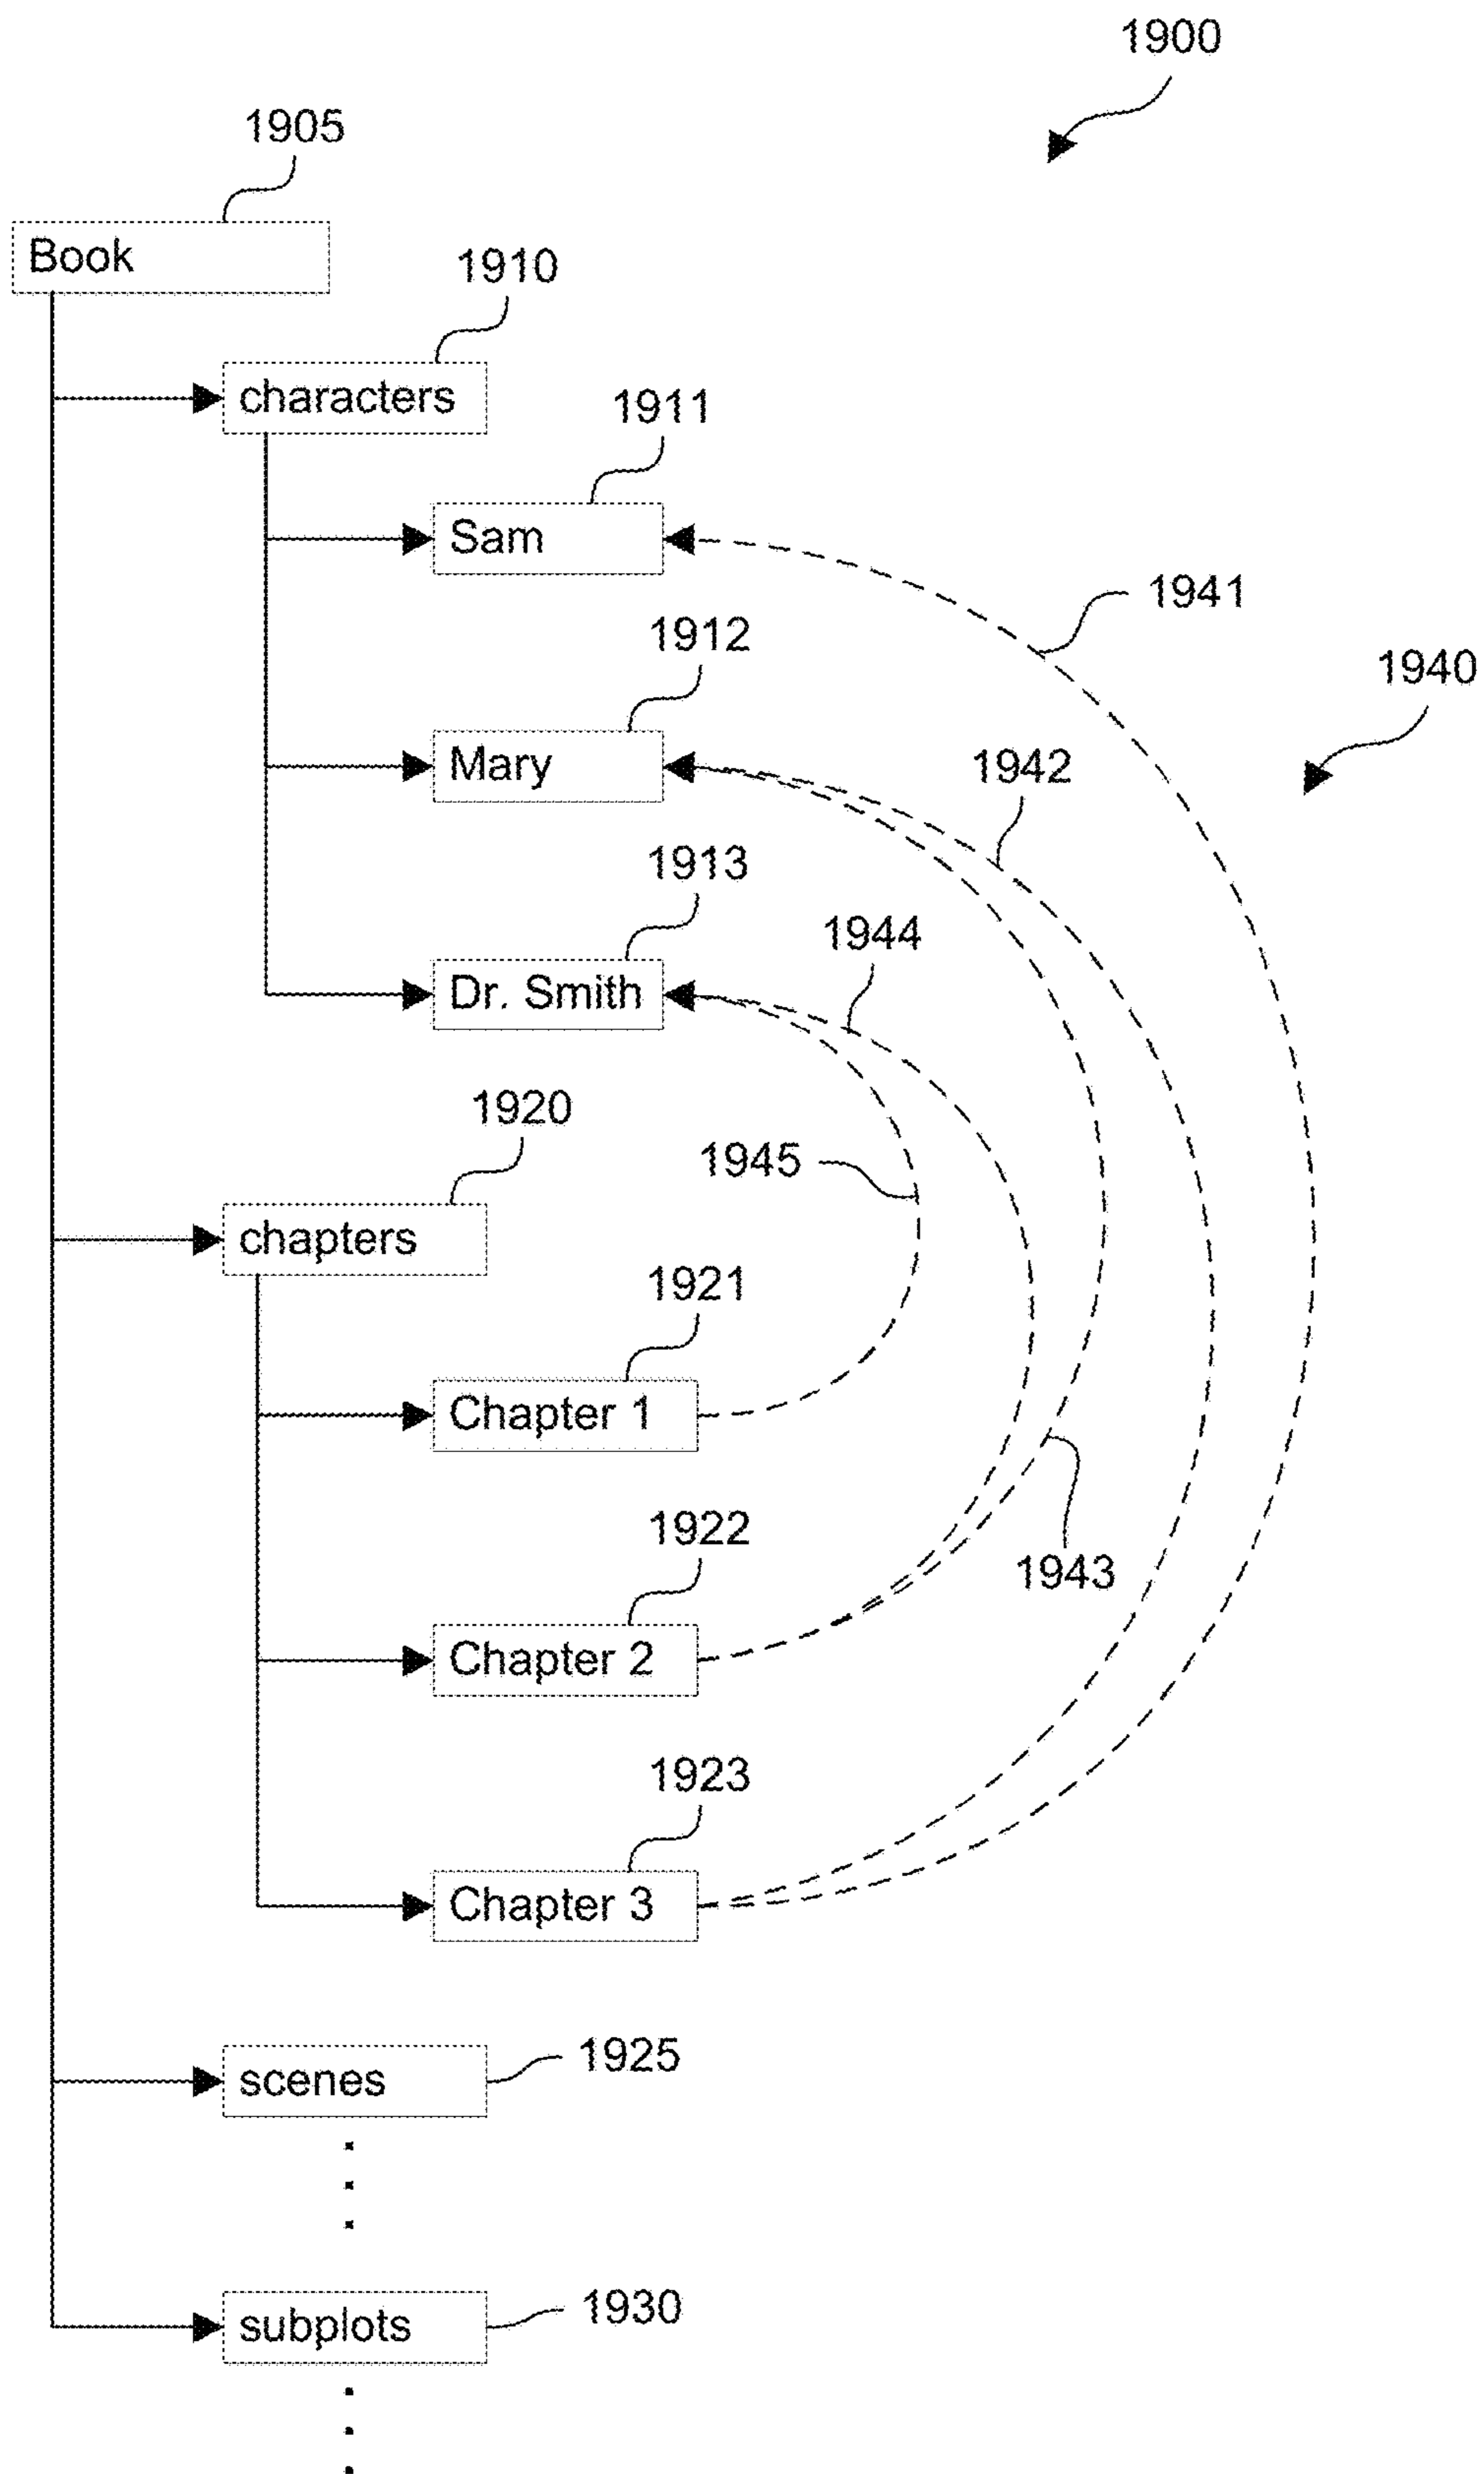 1900
1905
Book
1910
characters
1911
Sam
1941
1912
1940
Mary
1942
1913
1944
Dr. Smith
1920
1945
chapters
1921
Chapter 1
1922
1943
Chapter 2
1923
Chapter 3
1925
scenes
1930
subplots